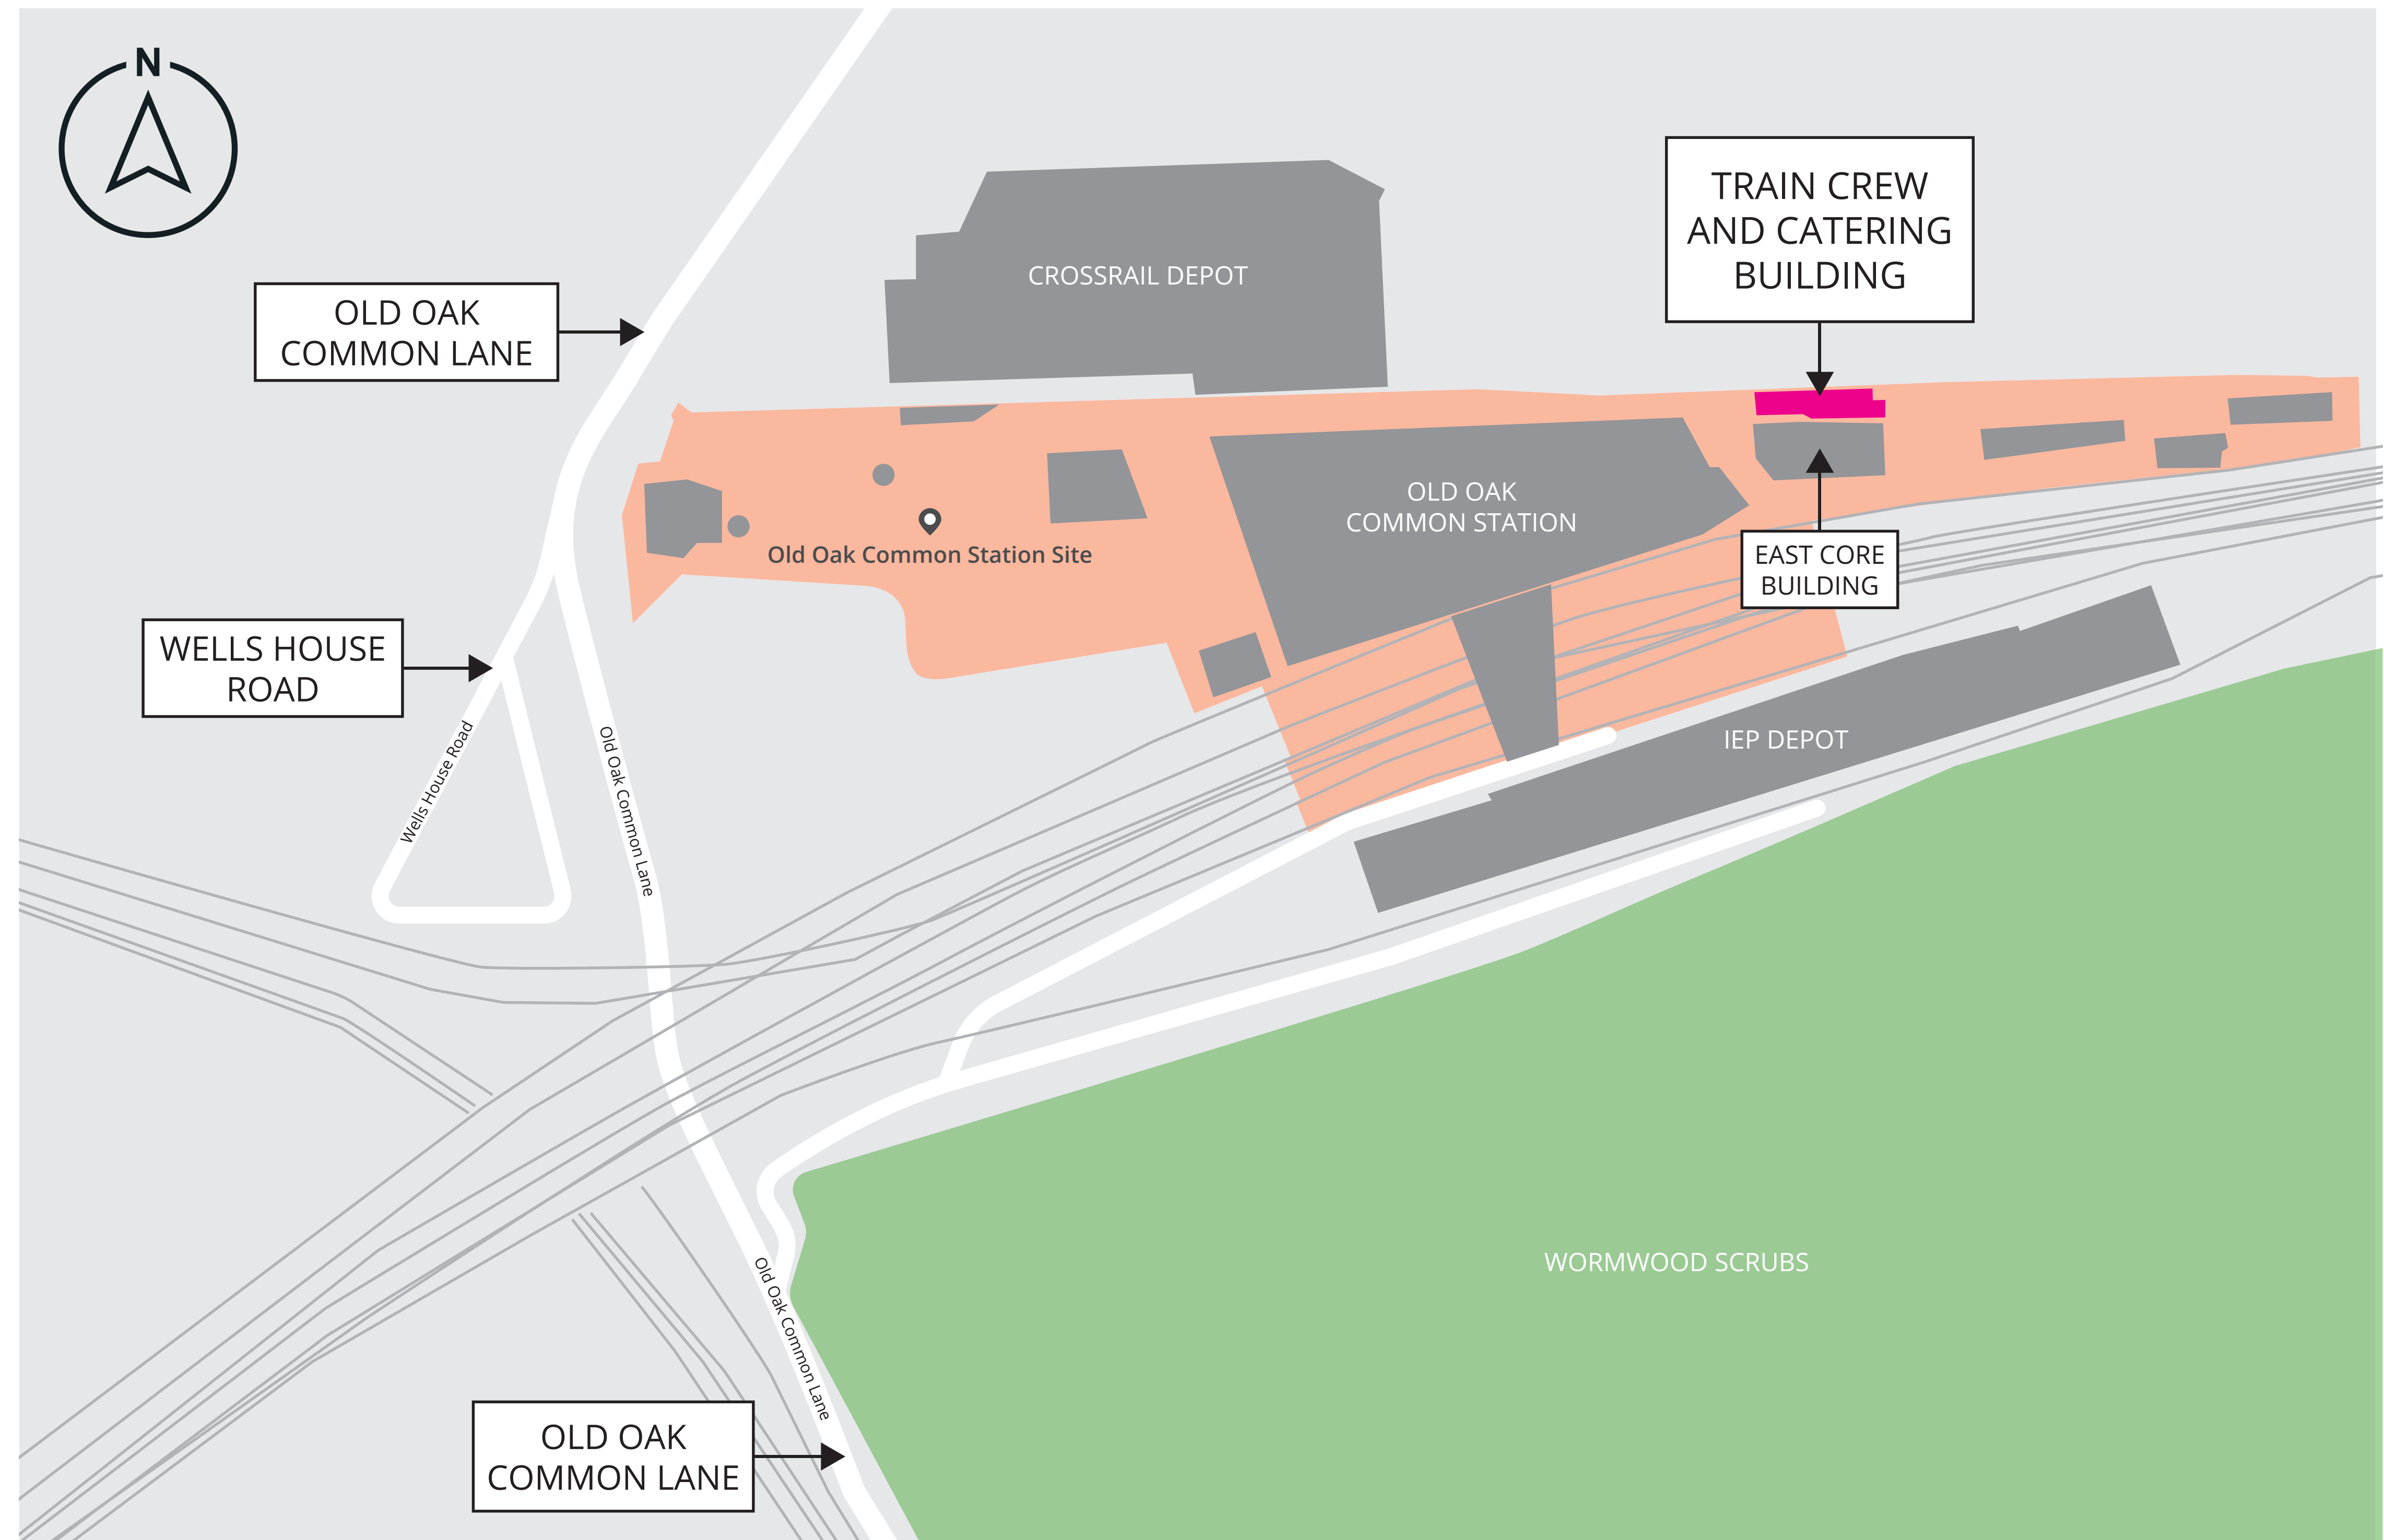 N
TRAIN CREW
AND CATERING
BUILDING
CROSSRAIL DEPOT
OLD OAK
COMMON LANE
OLD OAK
COMMON STATION
Old Oak Common Station Site
EAST CORE
BUILDING
WELLS HOUSE
ROAD
Wells House Road
Old Oak Common Lane
IEP DEPOT
WORMWOOD SCRUBS
Old Oak Common Lane
OLD OAK
COMMON LANE